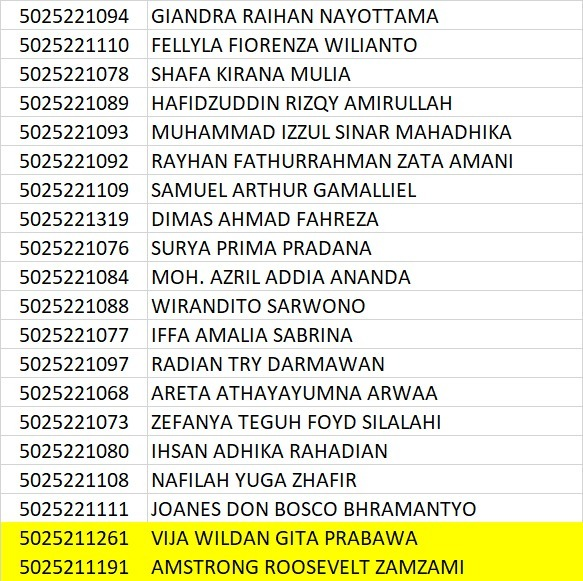 5025221094 GIANDRA RAIHAN NAYOTTAMA
5025221110 FELLYLA FIORENZA WILIANTO
5025221078 SHAFA KIRANA MULIA
5025221089 HAFIDZUDDIN RIZQY AMIRULLAH
5025221093 MUHAMMAD IZZUL SINAR MAHADHIKA
5025221092 RAYHAN FATHURRAHMAN ZATA AMANI
5025221109 SAMUEL ARTHUR GAMALLIEL
5025221319 DIMAS AHMAD FAHREZA
5025221076 SURYA PRIMA PRADANA
5025221084 MOH. AZRIL ADDIA ANANDA
5025221088 WIRANDITO SARWONO
5025221077 IFFA AMALIA SABRINA
5025221097 RADIAN TRY DARMAWAN
5025221068 ARETA ATHAYAYUMNA ARWAA
5025221073 ZEFANYA TEGUH FOYD SILALAHI
5025221080 IHSAN ADHIKA RAHADIAN
5025221108 NAFILAH YUGA ZHAFIR
5025221111 JOANES DON BOSCO BHRAMANTYO
5025211261 VIJA WILDAN GITA PRABAWA
5025211191 AMSTRONG ROOSEVELT ZAMZAMI